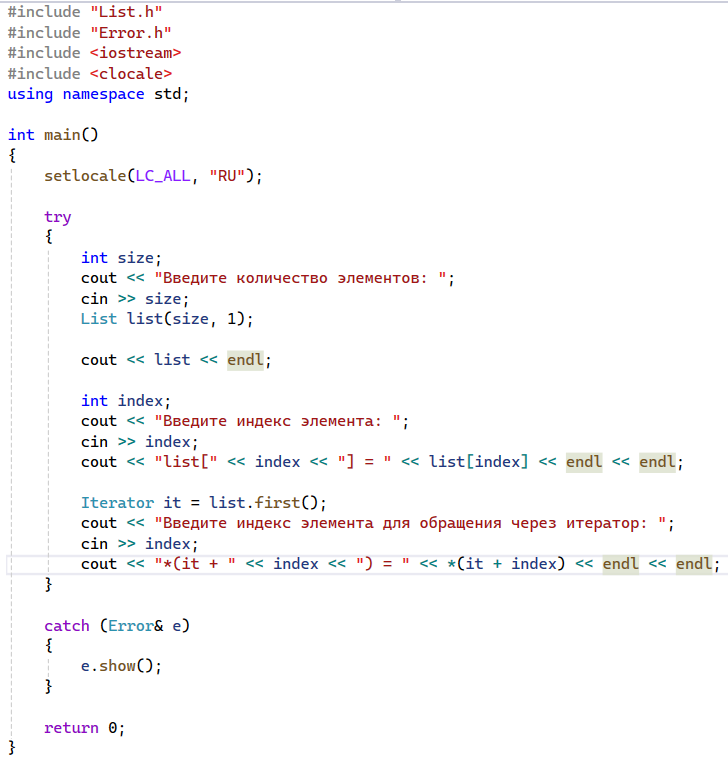 #include "List.h"
#include "Error.h"
#include <iostream>
#include <clocale>
using namespace std;
int main()
{
setlocale(LC_ALL, "RU");
try
{
int size;
cout << "Введите количество элементов: ";
cin >> size;
List list(size, 1);
cout << list << endl;
int index;
cout << "Введите индекс элемента: ";
cin >> index;
cout << "list[" << index << "] = " << list[index] << endl << endl;
Iterator it = list.first();
cout << "Введите индекс элемента для обращения через итератор: ";
cin >> index;
cout << "*(it + " << index << ") = " << *(it + index) << endl << endl;
}
catch (Error& e)
{
e.show();
}
return 0;
}